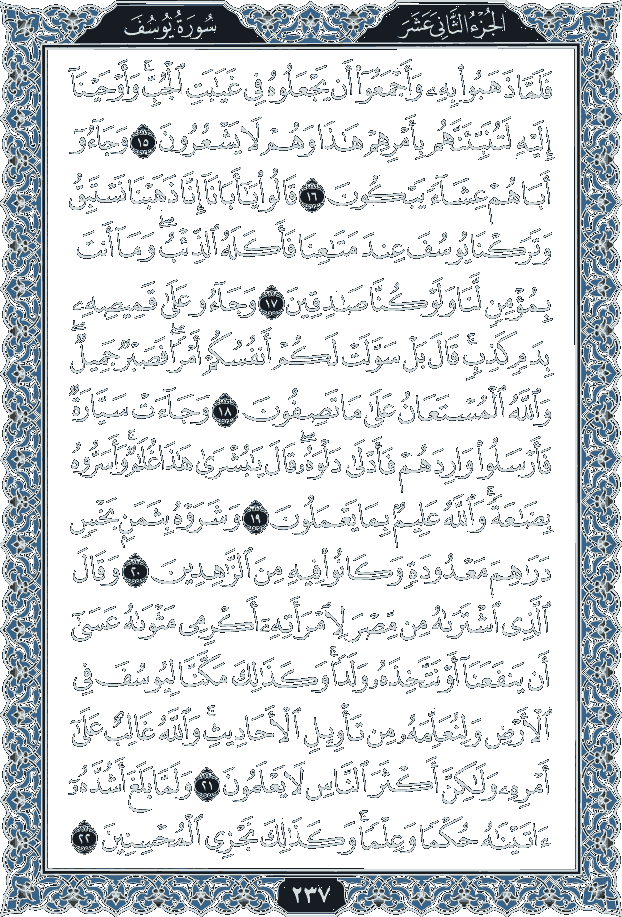 سُورَةُ يُوسُفَ
الجُزْءُ الثَّانِي عَشَرَ
فَلَمَّا ذَهَبُوا۟ بِهِۦ وَأَجْمَعُوٓا۟ أَن يَجْعَلُوهُ فِى غَيَٰبَتِ ٱلْجُبِّ ۚ وَأَوْحَيْنَآ
إِلَيْهِ لَتُنَبِّئَنَّهُم بِأَمْرِهِمْ هَٰذَا وَهُمْ لَا يَشْعُرُونَ ١٥ وَجَآءُوٓ
أَبَاهُمْ عِشَآءً يَبْكُونَ ١٦ قَالُوا۟ يَٰٓأَبَانَآ إِنَّا ذَهَبْنَا نَسْتَبِقُ
وَتَرَكْنَا يُوسُفَ عِندَ مَتَٰعِنَا فَأَكَلَهُ ٱلذِّئْبُ ۖ وَمَآ أَنتَ
بِمُؤْمِنٍ لَّنَا وَلَوْ كُنَّا صَٰدِقِينَ ١٧ وَجَآءُو عَلَىٰ قَمِيصِهِۦ
بِدَمٍ كَذِبٍ ۚ قَالَ بَلْ سَوَّلَتْ لَكُمْ أَنفُسُكُمْ أَمْرًا ۖ فَصَبْرٌ جَمِيلٌ ۖ
وَٱللَّهُ ٱلْمُسْتَعَانُ عَلَىٰ مَا تَصِفُونَ ١٨ وَجَآءَتْ سَيَّارَةٌ
فَأَرْسَلُوا۟ وَارِدَهُمْ فَأَدْلَىٰ دَلْوَهُۥ ۖ قَالَ يَٰبُشْرَىٰ هَٰذَا غُلَٰمٌ ۚ وَأَسَرُّوهُ
بِضَٰعَةً ۚ وَٱللَّهُ عَلِيمٌۢ بِمَا يَعْمَلُونَ ١٩ وَشَرَوْهُ بِثَمَنٍۭ بَخْسٍ
دَرَٰهِمَ مَعْدُودَةٍ وَكَانُوا۟ فِيهِ مِنَ ٱلزَّٰهِدِينَ ٢٠ وَقَالَ
ٱلَّذِى ٱشْتَرَىٰهُ مِن مِّصْرَ لِٱمْرَأَتِهِۦٓ أَكْرِمِى مَثْوَىٰهُ عَسَىٰٓ
أَن يَنفَعَنَآ أَوْ نَتَّخِذَهُۥ وَلَدًا ۚ وَكَذَٰلِكَ مَكَّنَّا لِيُوسُفَ فِى
ٱلْأَرْضِ وَلِنُعَلِّمَهُۥ مِن تَأْوِيلِ ٱلْأَحَادِيثِ ۚ وَٱللَّهُ غَالِبٌ عَلَىٰٓ
أَمْرِهِۦ وَلَٰكِنَّ أَكْثَرَ ٱلنَّاسِ لَا يَعْلَمُونَ ٢١ وَلَمَّا بَلَغَ أَشُدَّهُۥٓ
ءَاتَيْنَٰهُ حُكْمًا وَعِلْمًا ۚ وَكَذَٰلِكَ نَجْزِى ٱلْمُحْسِنِينَ ٢٢
٢٣٧